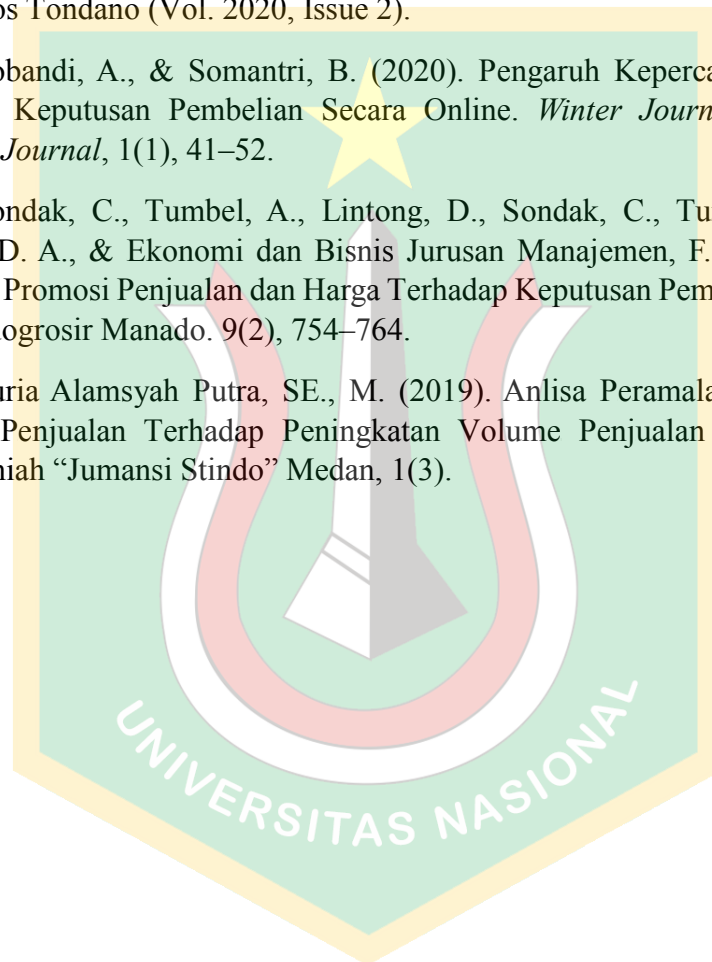 os Tondano (Vol. 2020, Issue 2).
obandi, A., & Somantri, B. (2020). Pengaruh Keperca
Keputusan Pembelian Secara Online. Winter Journ
Journal, 1(1), 41–52.
ondak, C., Tumbel, A., Lintong, D., Sondak, C., Tu
D. A., & Ekonomi dan Bisnis Jurusan Manajemen, F.
Promosi Penjualan dan Harga Terhadap Keputusan Pem
dogrosir Manado. 9(2), 754–764.
uria Alamsyah Putra, SE., M. (2019). Anlisa Peramala
Penjualan Terhadap Peningkatan Volume Penjualan
niah “Jumansi Stindo” Medan, 1(3).
UNIVERSITAS NASIONAL